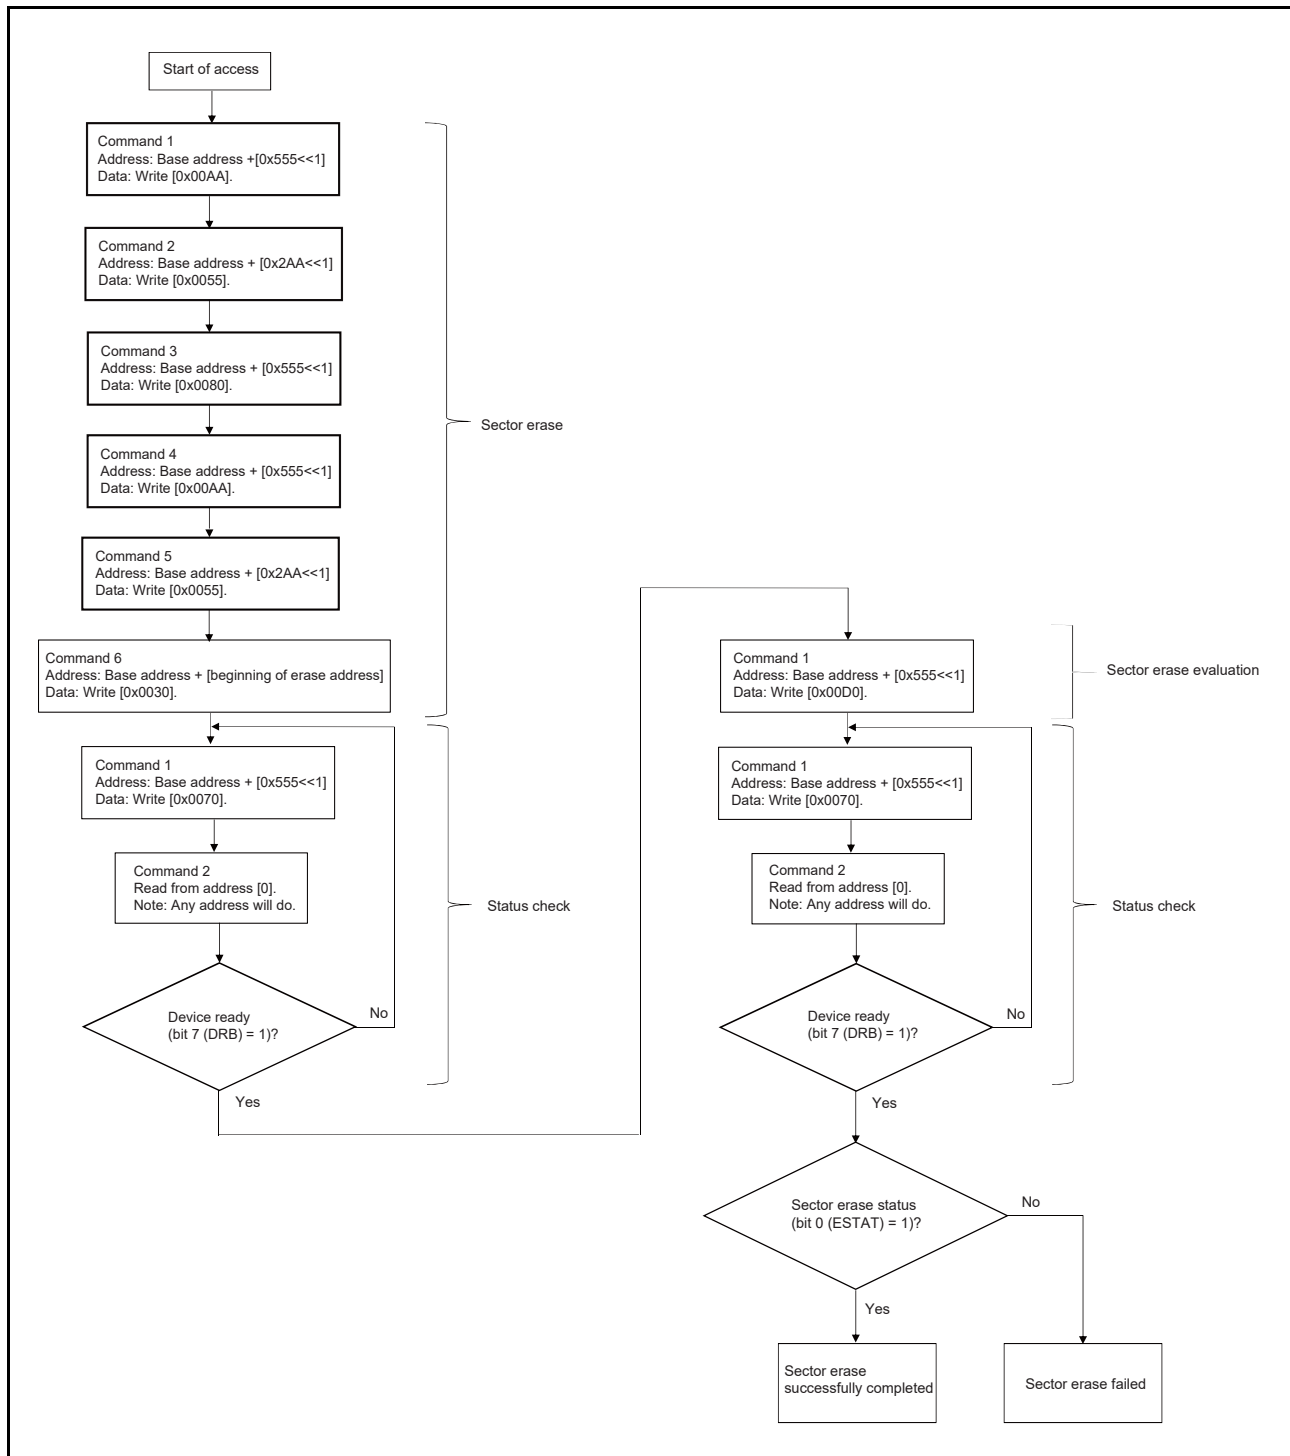 Start of access
Command 1
Address: Base address +[0x555<<1]
Data: Write [0x00AA].
Command 2
Address: Base address + [0x2AA<<1]
Data: Write [0x0055].
Command 3
Address: Base address + [0x555<<1]
Data: Write [0x0080].
Sector erase
Command 4
Address: Base address + [0x555<<1]
Data: Write [0x00AA].
Command 5
Address: Base address + [0x2AA<<1]
Data: Write [0x0055].
Command 6
Address: Base address + [beginning of erase address]
Data: Write [0x0030].
Command 1
Address: Base address + [0x555<<1]
Data: Write [0x0070].
Command 2
Read from address [0].
Note: Any address will do.
Status check
Device ready
(bit 7 (DRB) = 1)?
No
Yes
Command 1
Address: Base address + [0x555<<1]
Data: Write [0x00D0].
Sector erase evaluation
Command 1
Address: Base address + [0x555<<1]
Data: Write [0x0070].
Command 2
Read from address [0].
Note: Any address will do.
Status check
Device ready
(bit 7 (DRB) = 1)?
No
Yes
Sector erase status
(bit 0 (ESTAT) = 1)?
No
Yes
Sector erase
successfully completed
Sector erase failed